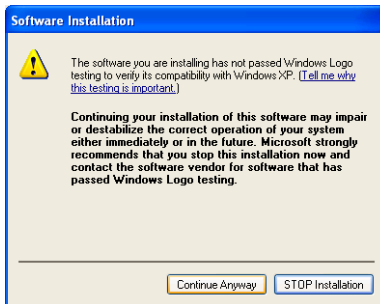 Software Installation
The software you are installing has not passed Windows Logo
testing to verify its compatibility with Windows XP. (Tell me why
this testing is important.)
Continuing your installation of this software may impair
or destabilize the correct operation of your system
either immediately or in the future. Microsoft strongly
recommends that you stop this installation now and
contact the software vendor for software that has
passed Windows Logo testing.
Continue Anyway STOP Installation